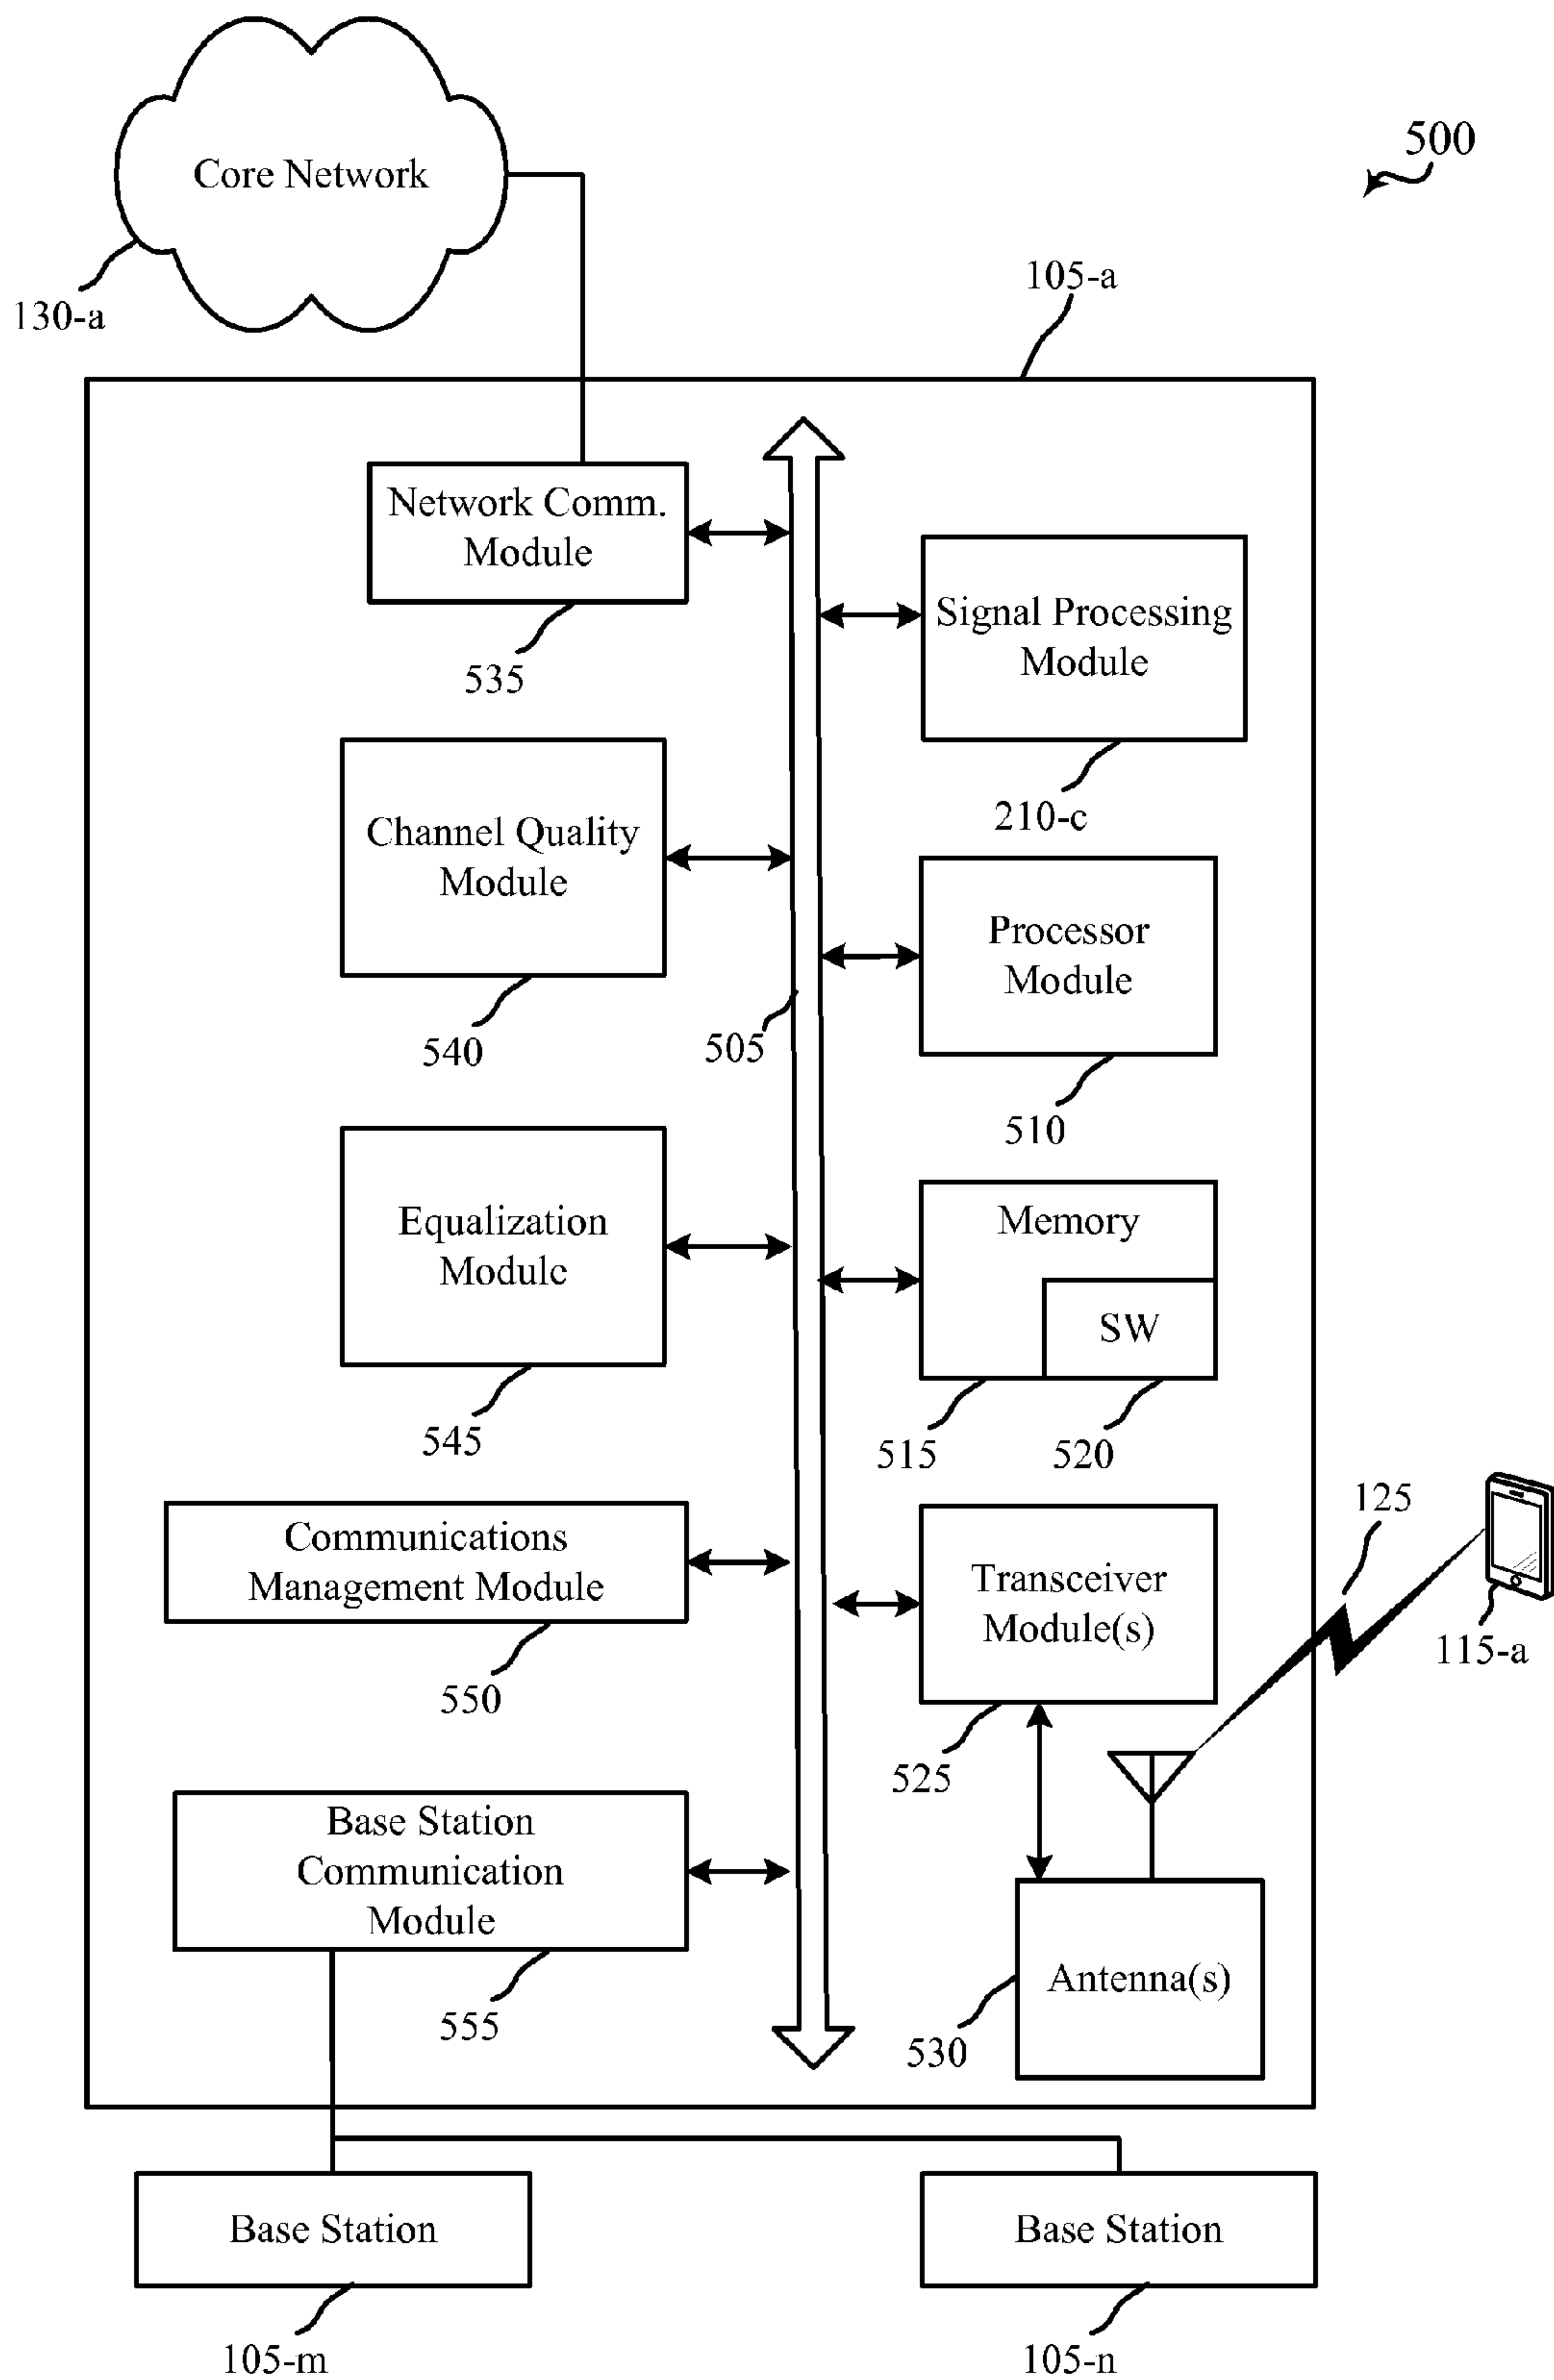 Core Network
500
130-a
105-a
Network Comm.
Module
535
Signal Processing
Module
210-c
Channel Quality
Module
540
505
Processor
Module
510
Equalization
Module
545
Memory
SW
515
520
Communications
Management Module
550
Transceiver
Module(s)
525
125
115-a
Base Station
Communication
Module
555
Antenna(s)
530
Base Station
105-m
Base Station
105-n